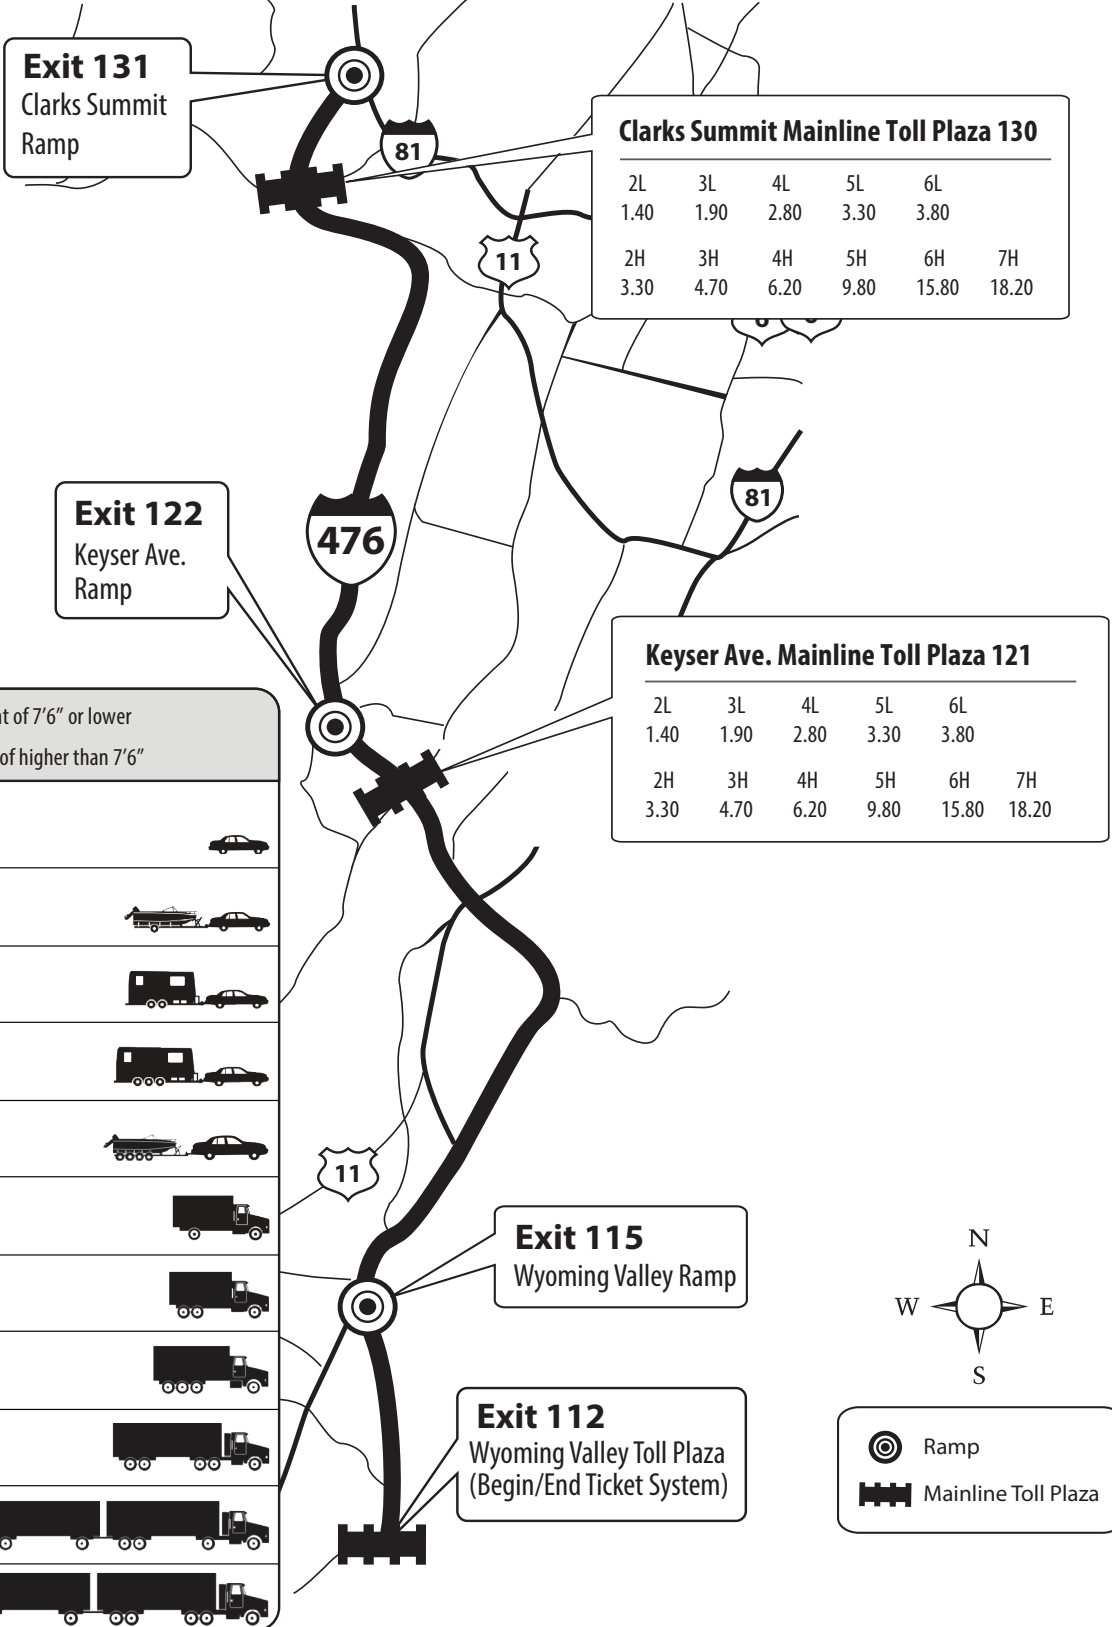 Exit 131
Clarks Summit
Ramp
81
Clarks Summit Mainline Toll Plaza 130
2L 3L 4L 5L 6L
1.40 1.90 2.80 3.30 3.80
2H 3H 4H 5H 6H 7H
3.30 4.70 6.20 9.80 15.80 18.20
11
81
Exit 122
Keyser Ave.
Ramp
476
Keyser Ave. Mainline Toll Plaza 121
2L 3L 4L 5L 6L
1.40 1.90 2.80 3.30 3.80
2H 3H 4H 5H 6H 7H
3.30 4.70 6.20 9.80 15.80 18.20
of 7’6” or lower
of higher than 7’6”
11
Exit 115
Wyoming Valley Ramp
N
W E
S
Exit 112
Wyoming Valley Toll Plaza
(Begin/End Ticket System)
Ramp
Mainline Toll Plaza